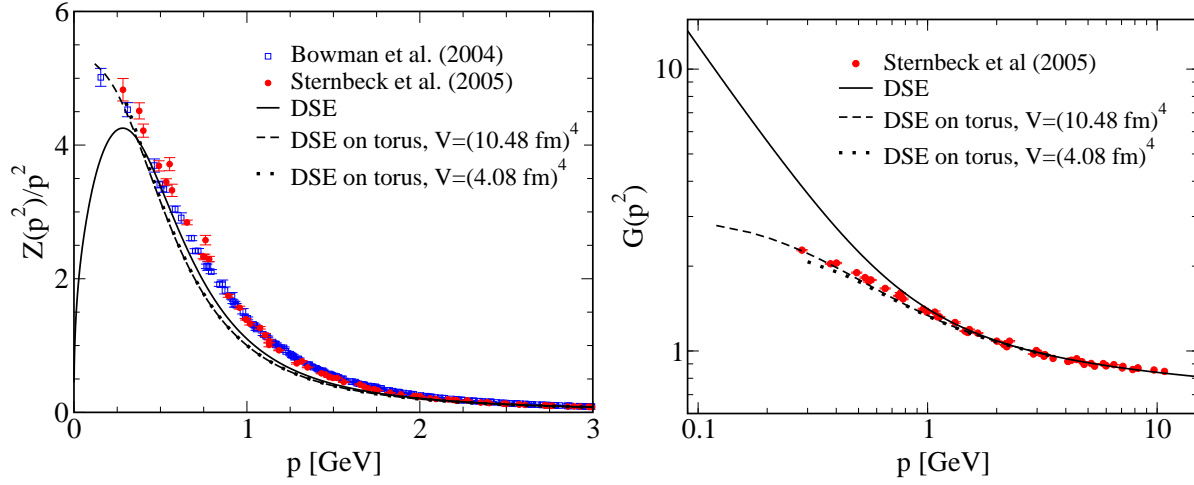 6
4
2
0
Z(p²)/p²
0
1
2
3
p [GeV]
Bowman et al. (2004)
Sternbeck et al. (2005)
DSE
DSE on torus, V=(10.48 fm)⁴
DSE on torus, V=(4.08 fm)⁴
10
1
G(p²)
0.1
1
10
p [GeV]
Sternbeck et al (2005)
DSE
DSE on torus, V=(10.48 fm)⁴
DSE on torus, V=(4.08 fm)⁴